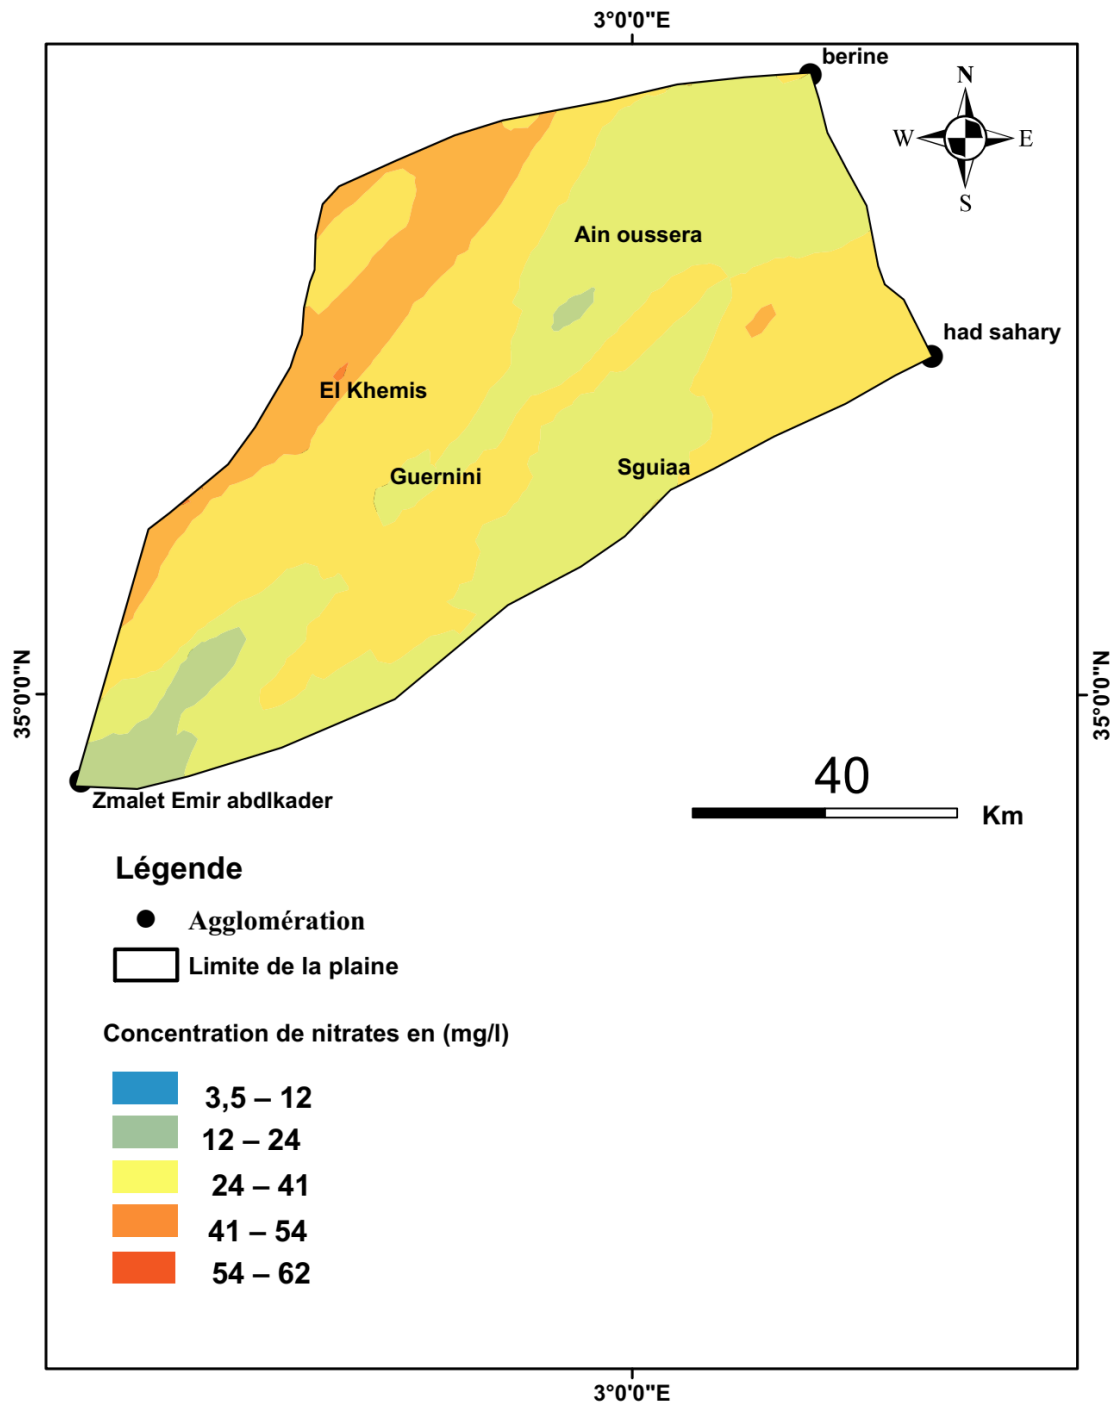 3°0'0"E
berine
N
W
E
S
Ain oussera
had sahary
El Khemis
Guernini
Sguiaa
35°0'0"N
35°0'0"N
40
Km
Zmalet Emir abdlkader
Légende
Agglomération
Limite de la plaine
Concentration de nitrates en (mg/l)
3,5 – 12
12 – 24
24 – 41
41 – 54
54 – 62
3°0'0"E